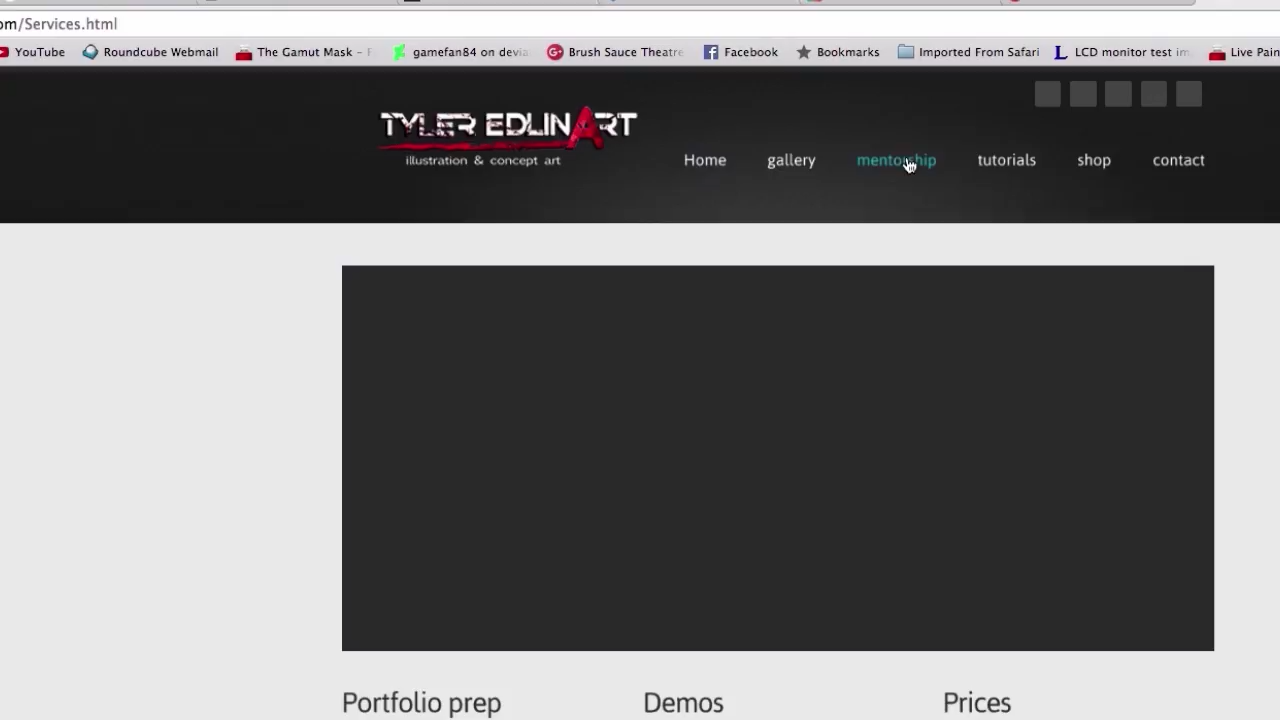 om/Services.html
YouTube Roundcube Webmail The Gamut Mask – F gamefan84 on devia Brush Sauce Theatre Facebook Bookmarks Imported From Safari LCD monitor test im Live Pain
TYLER EDLINART
illustration & concept art
Home gallery mentorship tutorials shop contact
Portfolio prep Demos Prices